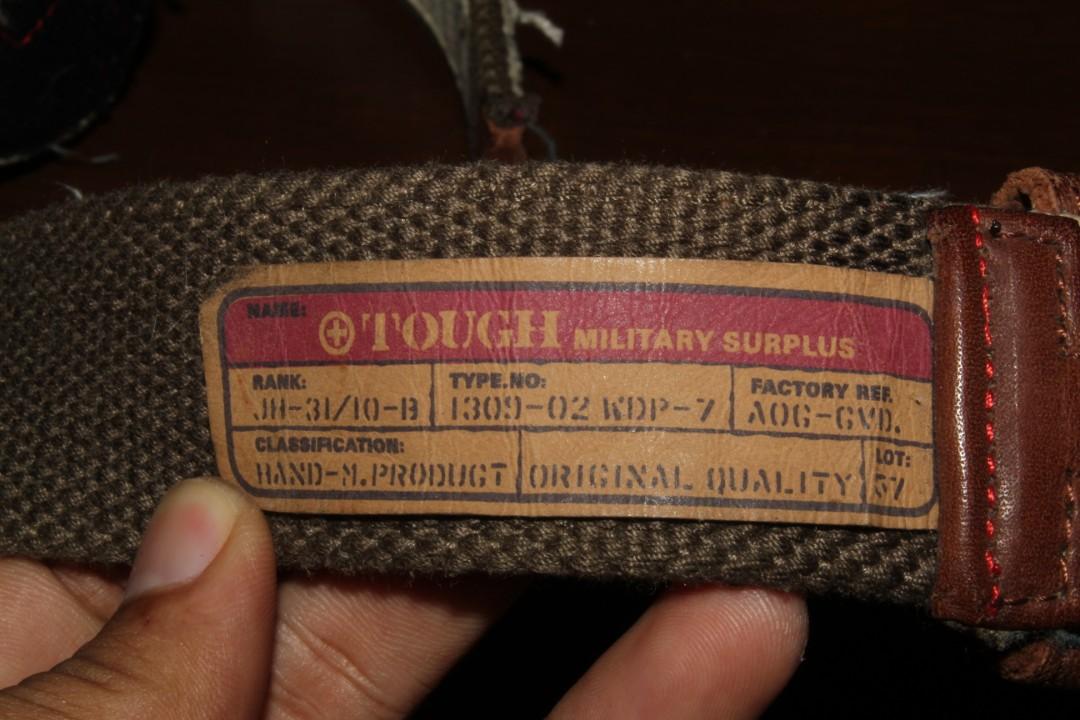 NAME:
TOUGH MILITARY SURPLUS
RANK: TYPE.NO: FACTORY REF.
JH-31/10-B 1309-02 WDP-7 AOG-GVD.
CLASSIFICATION: LOT:
HAND-M.PRODUCT ORIGINAL QUALITY 57